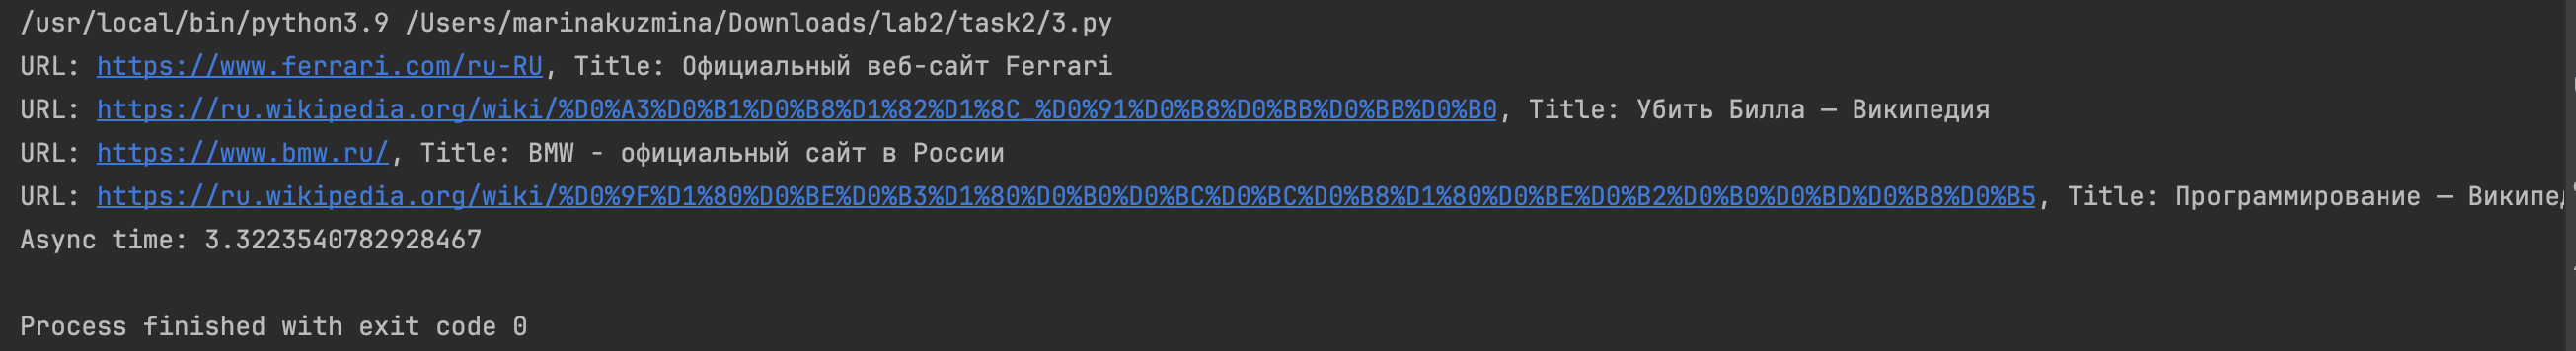 /usr/local/bin/python3.9 /Users/marinakuzmina/Downloads/lab2/task2/3.py
URL: https://www.ferrari.com/ru-RU, Title: Официальный веб-сайт Ferrari
URL: https://ru.wikipedia.org/wiki/%D0%A3%D0%B1%D0%B8%D1%82%D1%8C_%D0%91%D0%B8%D0%BB%D0%BB%D0%B0, Title: Убить Билла — Википедия
URL: https://www.bmw.ru/, Title: BMW - официальный сайт в России
URL: https://ru.wikipedia.org/wiki/%D0%9F%D1%80%D0%BE%D0%B3%D1%80%D0%B0%D0%BC%D0%BC%D0%B8%D1%80%D0%BE%D0%B2%D0%B0%D0%BD%D0%B8%D0%B5, Title: Программирование —
Async time: 3.3223540782928467
Process finished with exit code 0